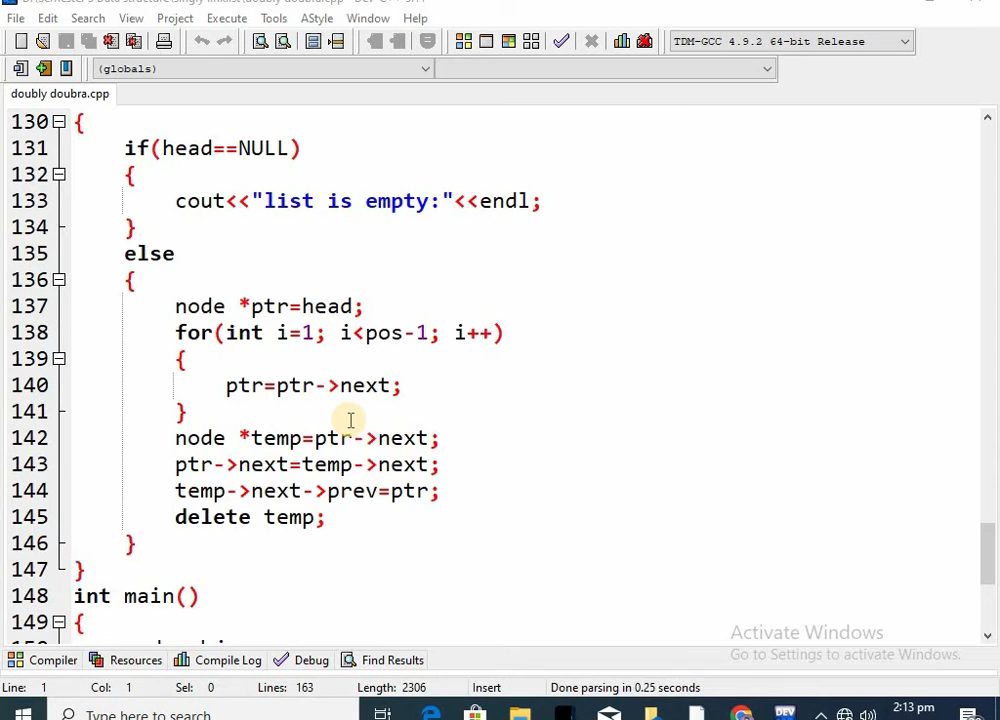 File Edit Search View Project Execute Tools AStyle Window Help
TDM-GCC 4.9.2 64-bit Release
(globals)
doubly doubra.cpp
130 {
131 if(head==NULL)
132 {
133 cout<<"list is empty:"<<endl;
134 }
135 else
136 {
137 node *ptr=head;
138 for(int i=1; i<pos-1; i++)
139 {
140 ptr=ptr->next;
141 }
142 node *temp=ptr->next;
143 ptr->next=temp->next;
144 temp->next->prev=ptr;
145 delete temp;
146 }
147 }
148 int main()
149 {
Activate Windows
Go to Settings to activate Windows.
Compiler Resources Compile Log Debug Find Results
Line: 1 Col: 1 Sel: 0 Lines: 163 Length: 2306 Insert Done parsing in 0.25 seconds
Type here to search
DEV
2:13 pm